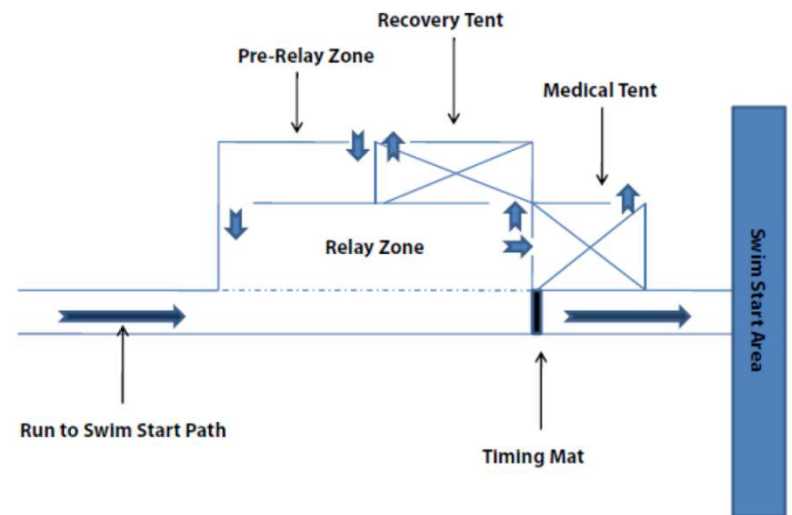 Recovery Tent
Pre-Relay Zone
Medical Tent
Relay Zone
Swim Start Area
Run to Swim Start Path
Timing Mat